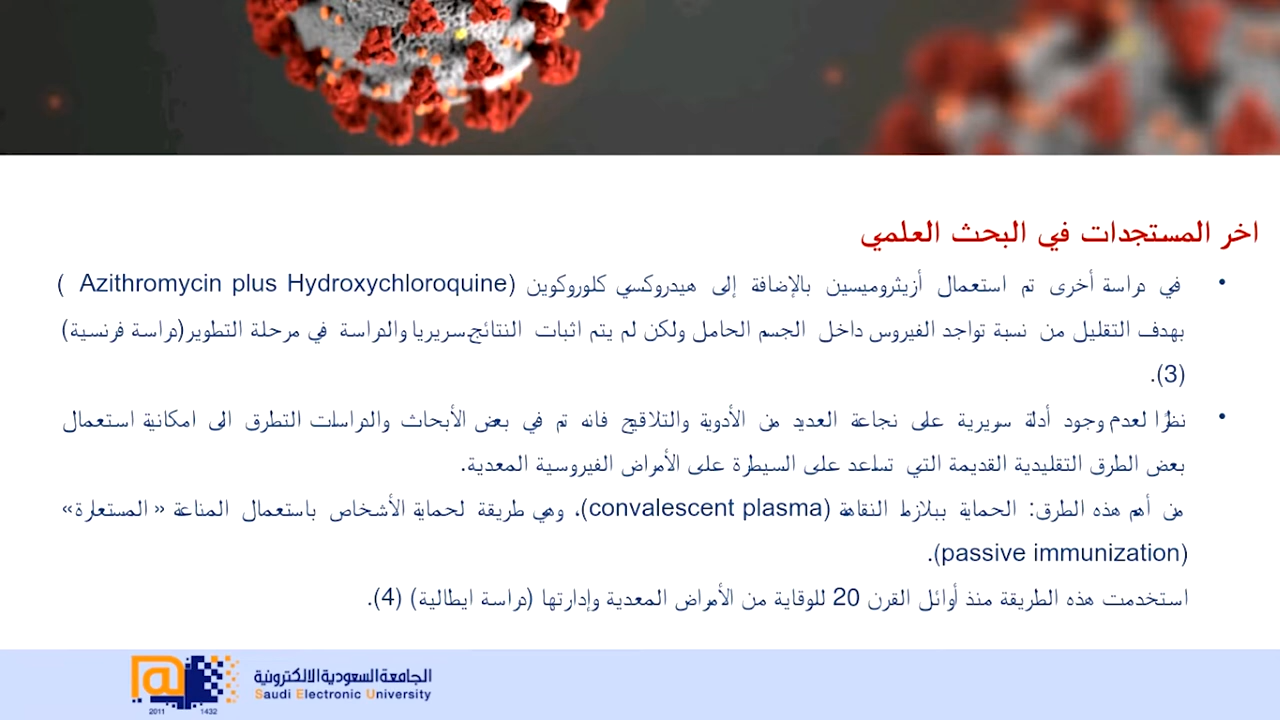 اخر المستجدات في البحث العلمي
• في دراسة أخرى تم استعمال أزيثروميسين بالإضافة إلى هيدروكسي كلوروكوين (Azithromycin plus Hydroxychloroquine )
بهدف التقليل من نسبة تواجد الفيروس داخل الجسم الحامل ولكن لم يتم اثبات النتائج سريريا والدراسة في مرحلة التطوير(دراسة فرنسية)
(3).
• نظرًا لعدم وجود أدلة سريرية على نجاعة العديد من الأدوية والتلاقيح فانه تم في بعض الأبحاث والدراسات التطرق الى امكانية استعمال
بعض الطرق التقليدية القديمة التي تساعد على السيطرة على الأمراض الفيروسية المعدية.
من أهم هذه الطرق: الحماية ببلازما النقاهة (convalescent plasma)، وهي طريقة لحماية الأشخاص باستعمال المناعة « المستعارة»
(passive immunization).
استخدمت هذه الطريقة منذ أوائل القرن 20 للوقاية من الأمراض المعدية وإدارتها (دراسة ايطالية) (4).
الجامعة السعودية الالكترونية
Saudi Electronic University
2011 1432